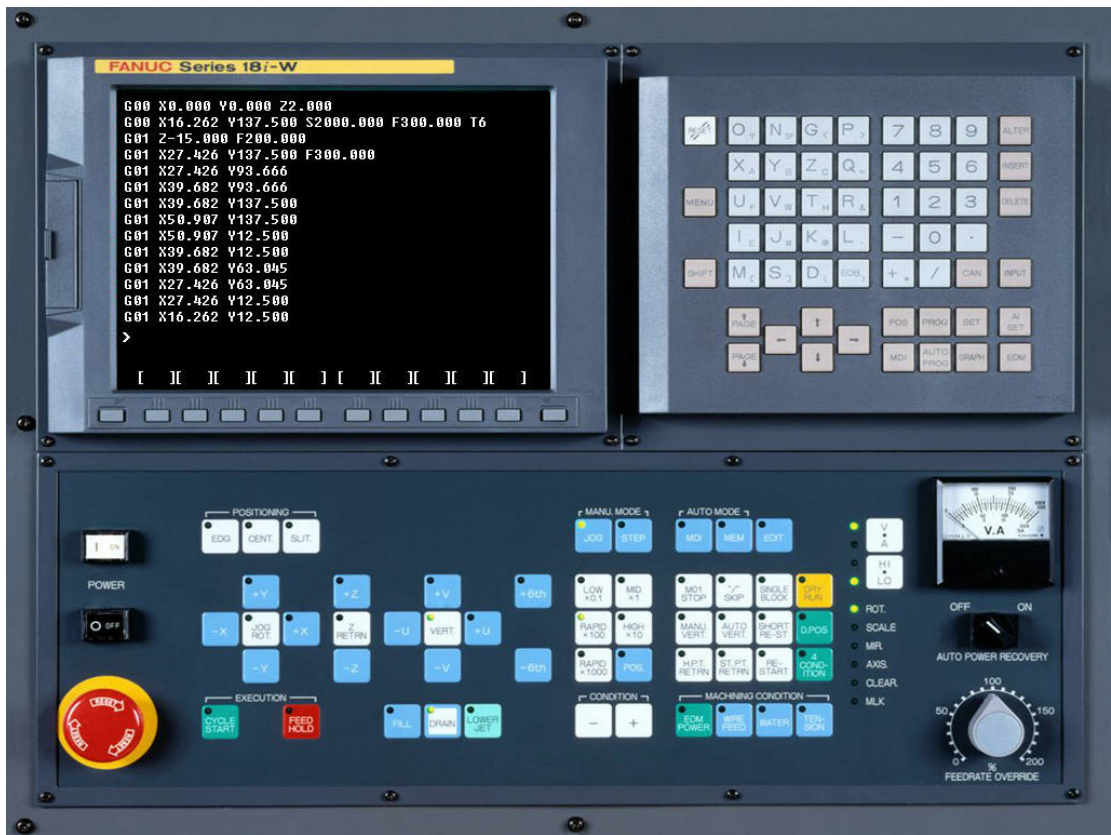 FANUC Series 18i-W
G00 X0.000 Y0.000 Z2.000
G00 X16.262 Y137.500 S2000.000 F300.000 T6
G01 Z-15.000 F200.000
G01 X27.426 Y137.500 F300.000
G01 X27.426 Y93.666
G01 X39.682 Y93.666
G01 X39.682 Y137.500
G01 X50.907 Y137.500
G01 X50.907 Y12.500
G01 X39.682 Y12.500
G01 X39.682 Y63.045
G01 X27.426 Y63.045
G01 X27.426 Y12.500
G01 X16.262 Y12.500
>
[ ][ ][ ][ ][ ] [ ][ ][ ][ ][ ]
RESET O N SP G P 7 8 9 ALTER
X A Y B Z C Q 4 5 6 INSERT
MENU U F V W T H R & 1 2 3 DELETE
I E J K L - 0 .
SHIFT M S D EOB + / CAN INPUT
PAGE ↑ ↑ POS PROG SET AI SET
← →
PAGE ↓ ↓ MDI AUTO PROG GRAPH EDM
POSITIONING
EDG. CENT. SLIT.
MANU. MODE
JOG STEP
AUTO MODE
MDI MEM EDIT
V A
HI LO
V.A
I ON
POWER
O OFF
+Y +Z +V +6th
-X JOG ROT. +X Z RETRN -U VERT. +U
-Y -Z -V -6th
LOW ×0.1 MID ×1
RAPID ×100 HIGH ×10
RAPID ×1000 POS.
M01 STOP "/" SKIP SINGLE BLOCK DRY RUN
MANU. VERT. AUTO VERT. SHORT RE-ST D.POS
H.P.T. RETRN ST.PT. RETRN RE-START 4 CONDITION
ROT.
SCALE
MIR.
AXIS.
CLEAR.
MLK
OFF ON
AUTO POWER RECOVERY
EXECUTION
CYCLE START FEED HOLD
FILL DRAIN LOWER JET
CONDITION
- +
MACHINING CONDITION
EDM POWER WIRE FEED WATER TENSION
RESET RESET RESET
0 50 100 150 200
%
FEEDRATE OVERRIDE